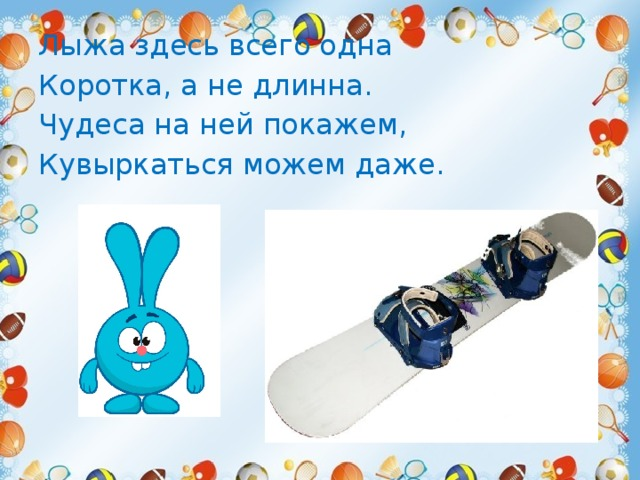 Лыжа здесь всего одна
Коротка, а не длинна.
Чудеса на ней покажем,
Кувыркаться можем даже.